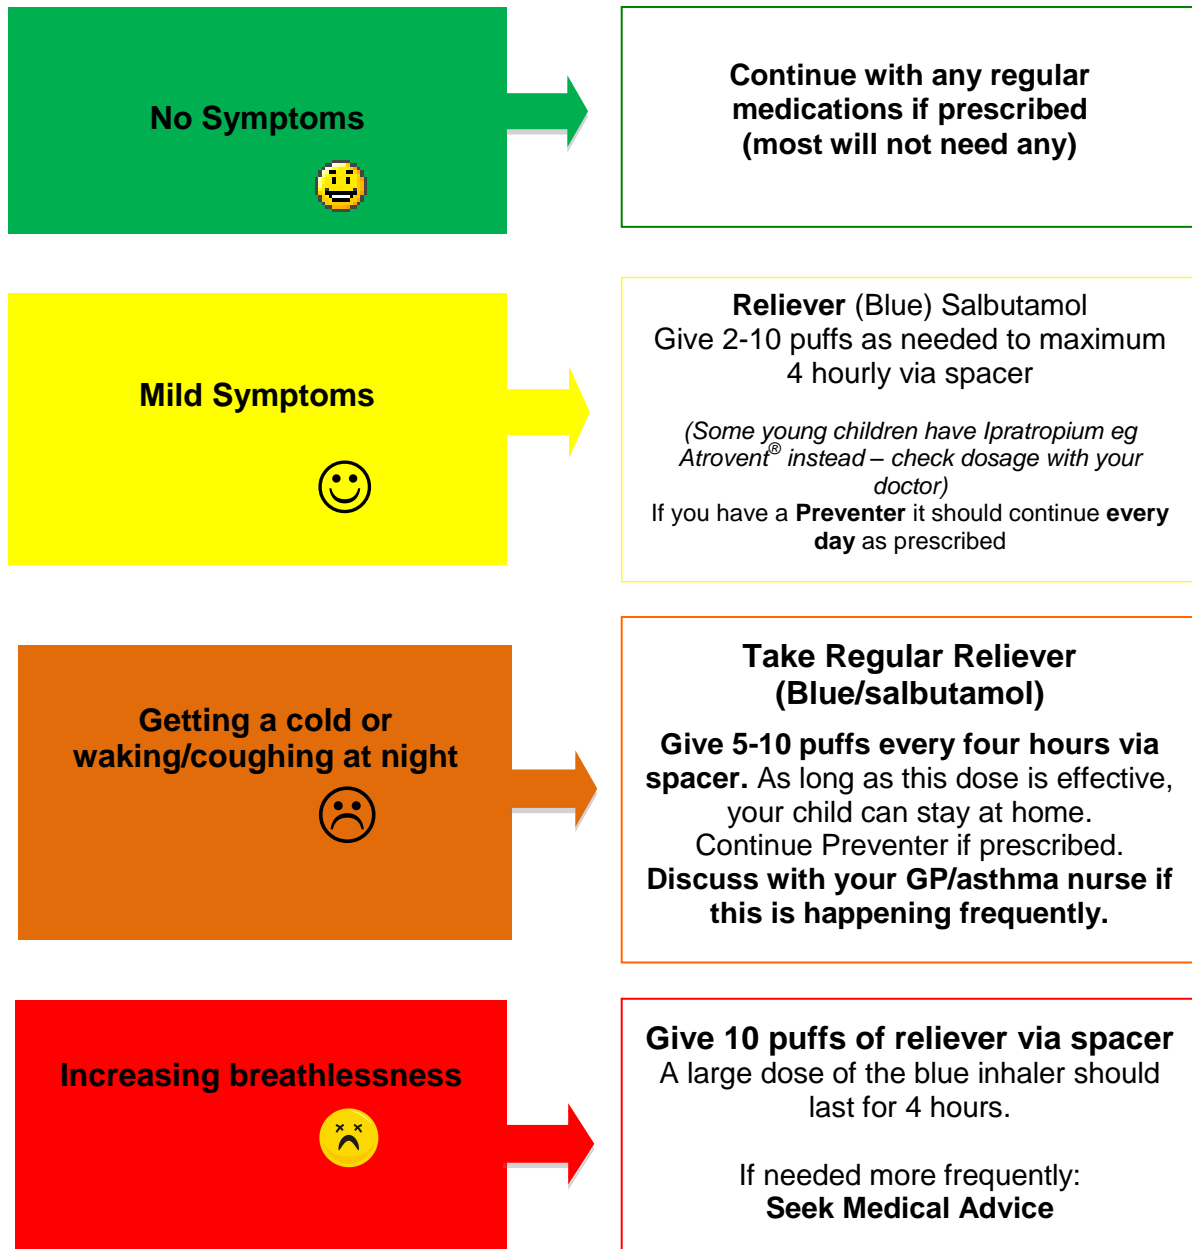 No Symptoms
Continue with any regular
medications if prescribed
(most will not need any)
Mild Symptoms
Reliever (Blue) Salbutamol
Give 2-10 puffs as needed to maximum
4 hourly via spacer
(Some young children have Ipratropium eg
Atrovent® instead – check dosage with your
doctor)
If you have a Preventer it should continue every
day as prescribed
Getting a cold or
waking/coughing at night
Take Regular Reliever
(Blue/salbutamol)
Give 5-10 puffs every four hours via
spacer. As long as this dose is effective,
your child can stay at home.
Continue Preventer if prescribed.
Discuss with your GP/asthma nurse if
this is happening frequently.
Increasing breathlessness
Give 10 puffs of reliever via spacer
A large dose of the blue inhaler should
last for 4 hours.
If needed more frequently:
Seek Medical Advice